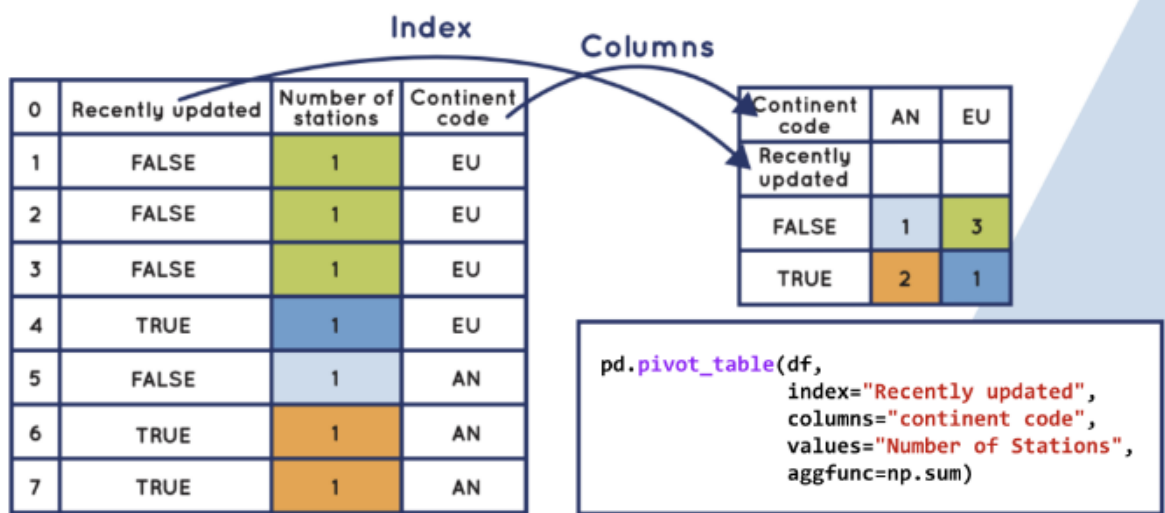 Index
Columns
0 Recently updated Number of stations Continent code
1 FALSE 1 EU
2 FALSE 1 EU
3 FALSE 1 EU
4 TRUE 1 EU
5 FALSE 1 AN
6 TRUE 1 AN
7 TRUE 1 AN
Continent code AN EU
Recently updated
FALSE 1 3
TRUE 2 1
pd.pivot_table(df,
index="Recently updated",
columns="continent code",
values="Number of Stations",
aggfunc=np.sum)